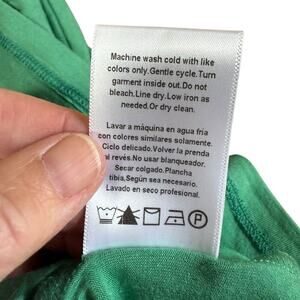 Machine wash cold with like
colors only.Gentle cycle.Turn
garment inside out.Do not
bleach.Line dry.Low iron as
needed.Or dry clean.
Lavar a máquina en agua fria
con colores similares solamente.
Ciclo delicado.Volver la prenda
al revés.No usar blanqueador.
Secar colgado.Plancha
tibia,Según sea necesario.
Lavado en seco profesional.
P